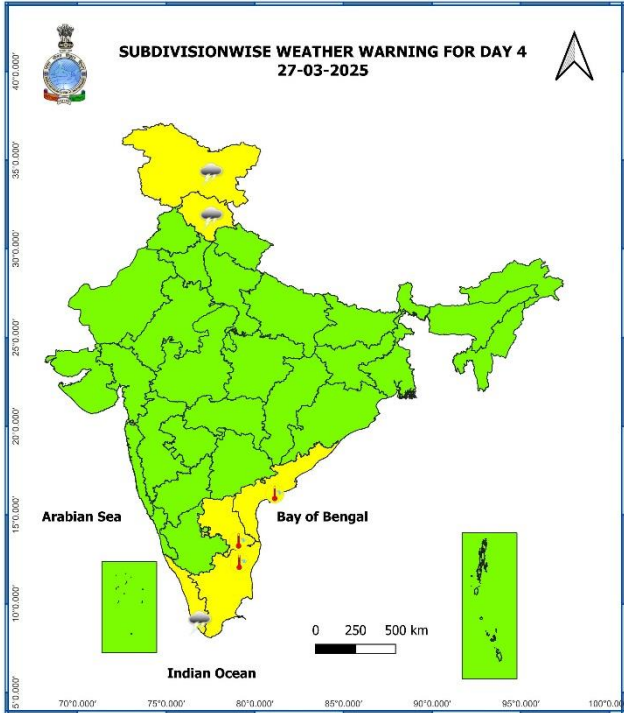 SUBDIVISIONWISE WEATHER WARNING FOR DAY 4
27-03-2025
40°0.000'
35°0.000'
30°0.000'
25°0.000'
20°0.000'
15°0.000'
10°0.000'
5°0.000'
Arabian Sea
Bay of Bengal
0 250 500 km
Indian Ocean
70°0.000' 75°0.000' 80°0.000' 85°0.000' 90°0.000' 95°0.000' 100°0.0